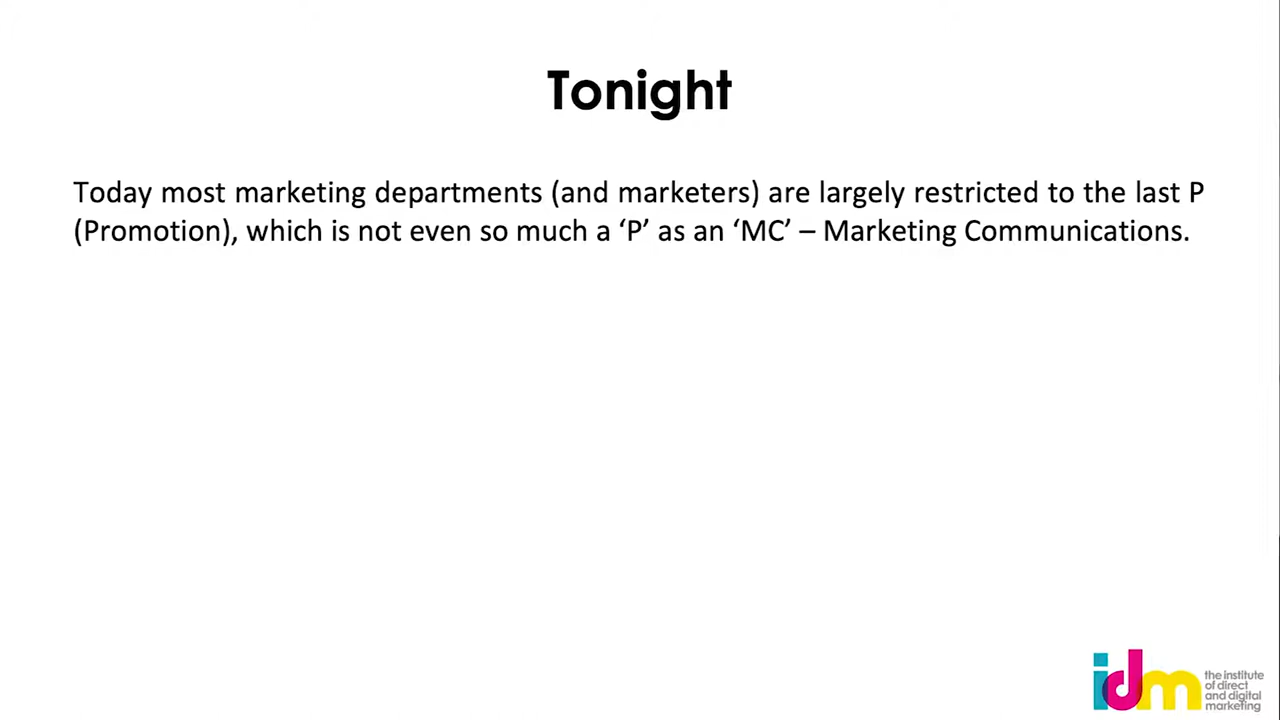 Tonight
Today most marketing departments (and marketers) are largely restricted to the last P
(Promotion), which is not even so much a ‘P’ as an ‘MC’ – Marketing Communications.
idm
the institute
of direct
and digital
marketing